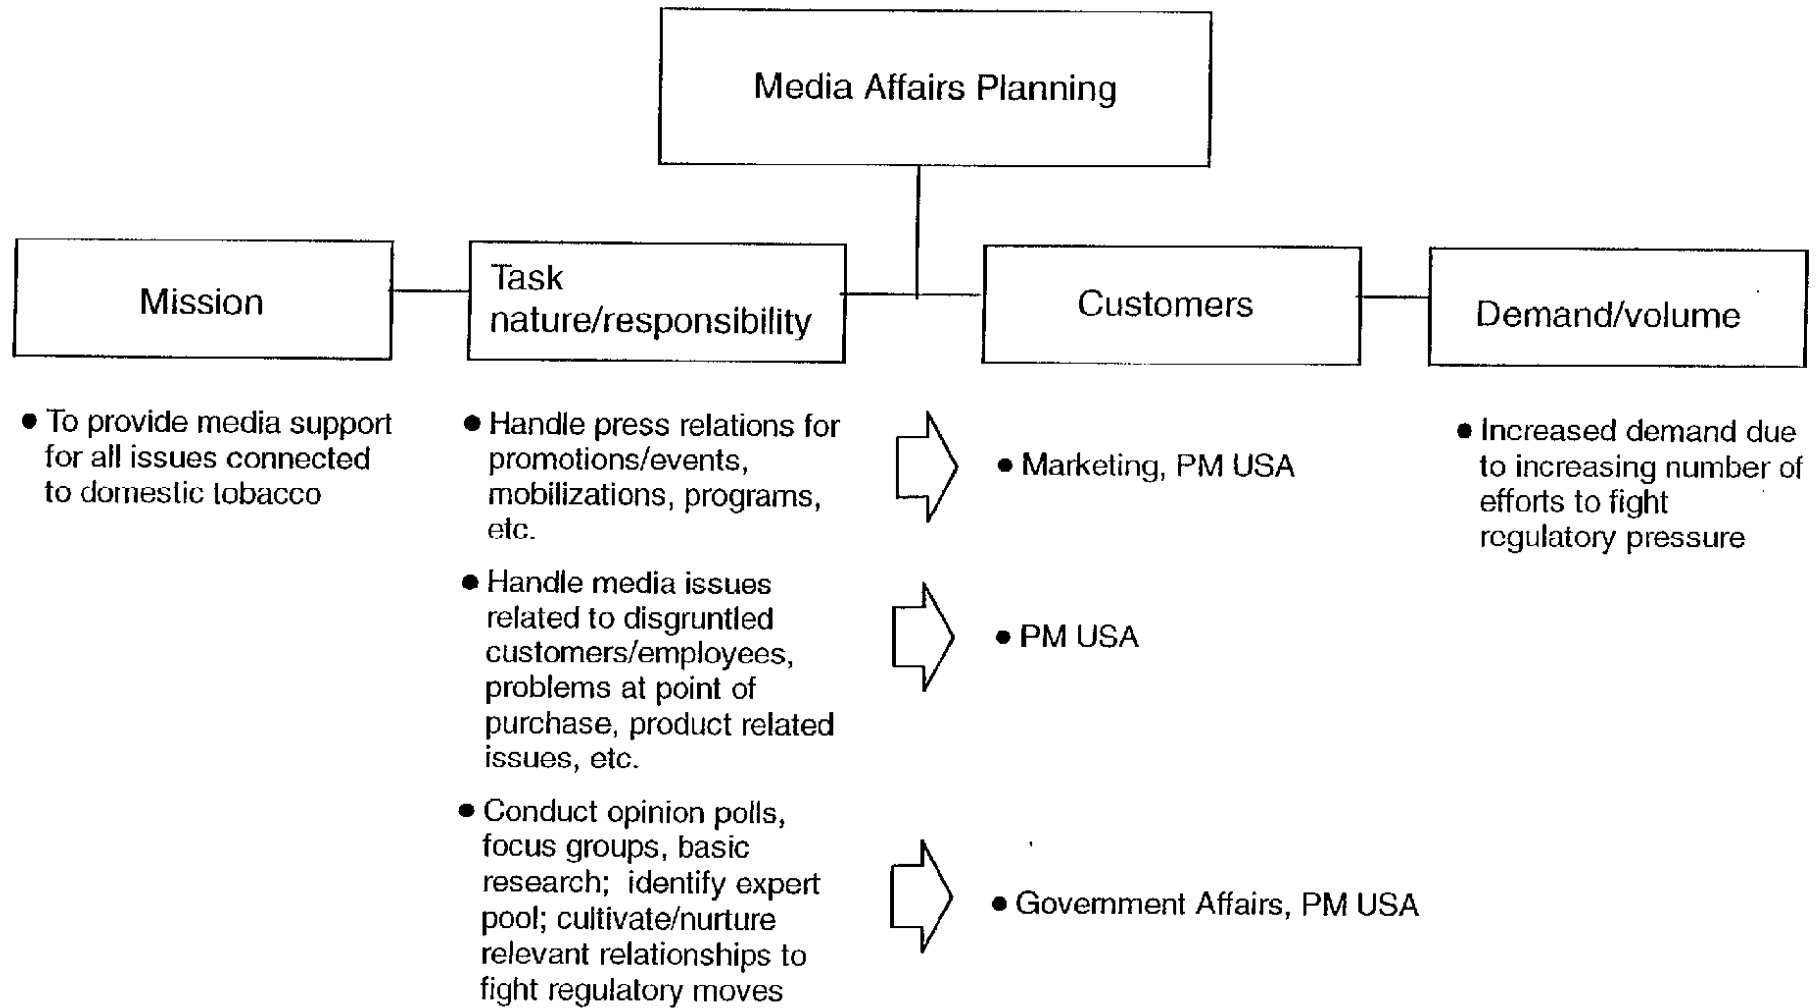 Media Affairs Planning
Mission
Task
nature/responsibility
Customers
Demand/volume
● To provide media support
for all issues connected
to domestic tobacco
● Handle press relations for
promotions/events,
mobilizations, programs,
etc.
● Marketing, PM USA
● Increased demand due
to increasing number of
efforts to fight
regulatory pressure
● Handle media issues
related to disgruntled
customers/employees,
problems at point of
purchase, product related
issues, etc.
● PM USA
● Conduct opinion polls,
focus groups, basic
research; identify expert
pool; cultivate/nurture
relevant relationships to
fight regulatory moves
● Government Affairs, PM USA